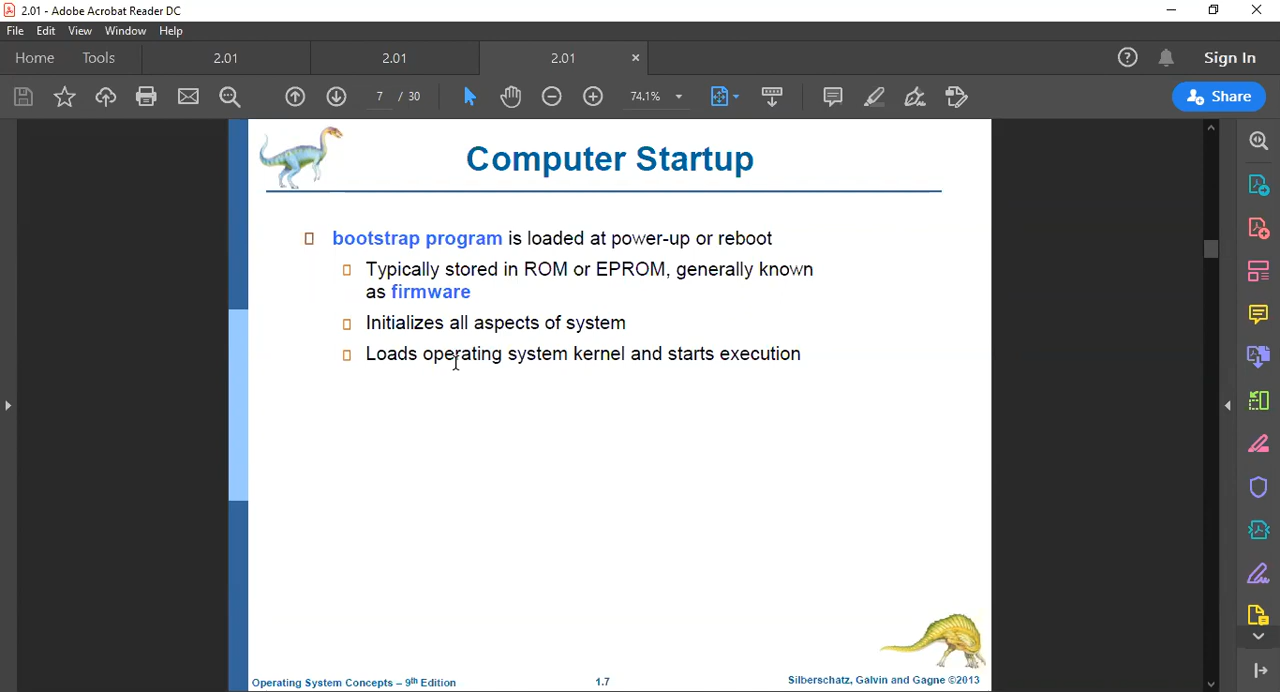 2.01 - Adobe Acrobat Reader DC
File Edit View Window Help
Home Tools 2.01 2.01 2.01 Sign In
7 / 30 74.1% Share
Computer Startup
bootstrap program is loaded at power-up or reboot
Typically stored in ROM or EPROM, generally known
as firmware
Initializes all aspects of system
Loads operating system kernel and starts execution
Operating System Concepts – 9th Edition 1.7 Silberschatz, Galvin and Gagne ©2013